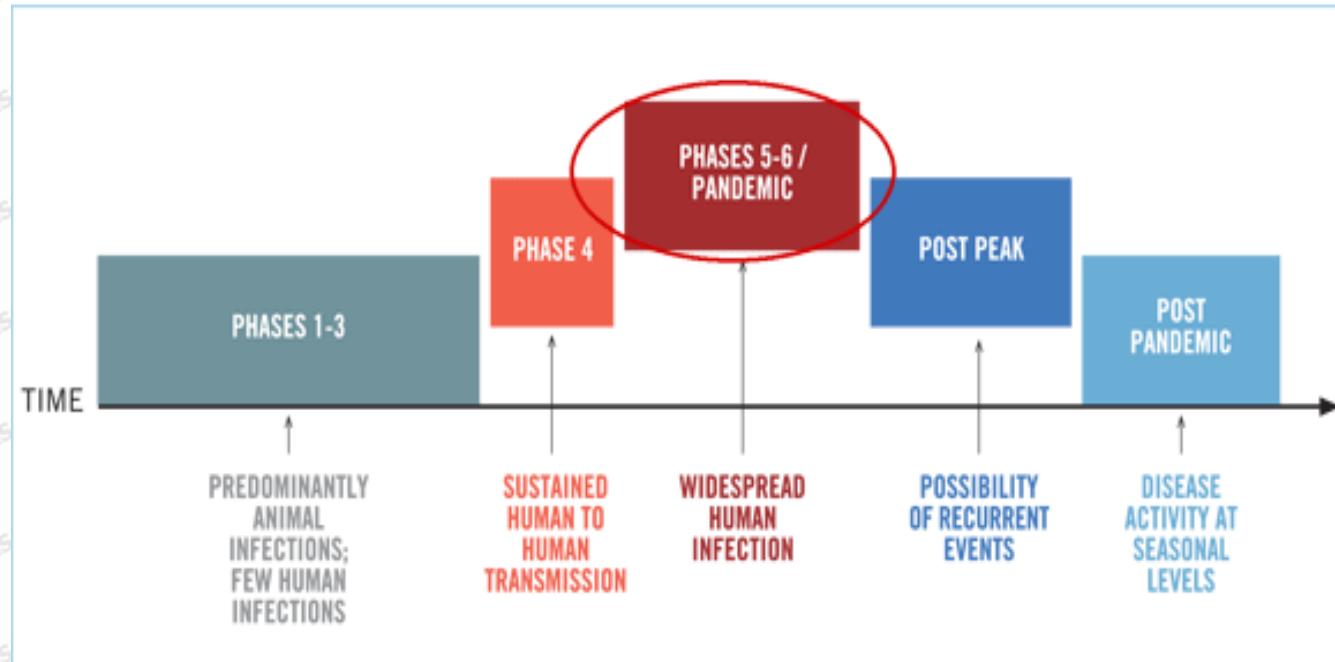 PHASES 5-6 /
PANDEMIC
PHASE 4
POST PEAK
PHASES 1-3
POST
PANDEMIC
TIME
PREDOMINANTLY
ANIMAL
INFECTIONS;
FEW HUMAN
INFECTIONS
SUSTAINED
HUMAN TO
HUMAN
TRANSMISSION
WIDESPREAD
HUMAN
INFECTION
POSSIBILITY
OF RECURRENT
EVENTS
DISEASE
ACTIVITY AT
SEASONAL
LEVELS